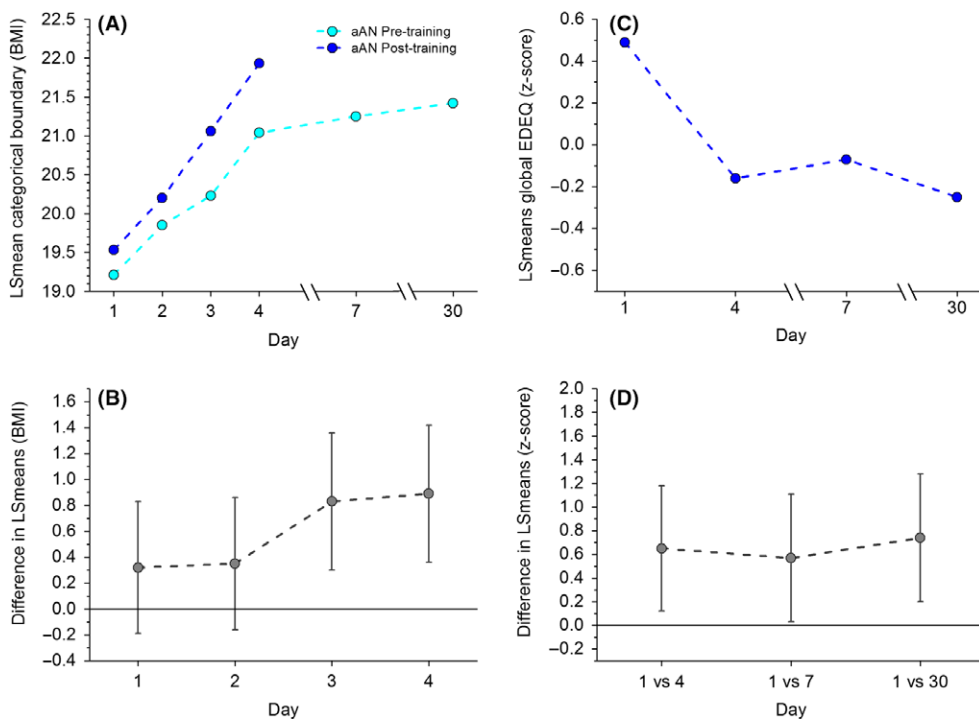 (A)
aAN Pre-training
aAN Post-training
LSmean categorical boundary (BMI)
22.5
22.0
21.5
21.0
20.5
20.0
19.5
19.0
1 2 3 4 7 30
Day
(C)
LSmeans global EDEQ (z-score)
0.6
0.4
0.2
0.0
−0.2
−0.4
−0.6
1 4 7 30
Day
(B)
Difference in LSmeans (BMI)
1.6
1.4
1.2
1.0
0.8
0.6
0.4
0.2
0.0
−0.2
−0.4
1 2 3 4
Day
(D)
Difference in LSmeans (z-score)
2.0
1.8
1.6
1.4
1.2
1.0
0.8
0.6
0.4
0.2
0.0
−0.2
1 vs 4 1 vs 7 1 vs 30
Day